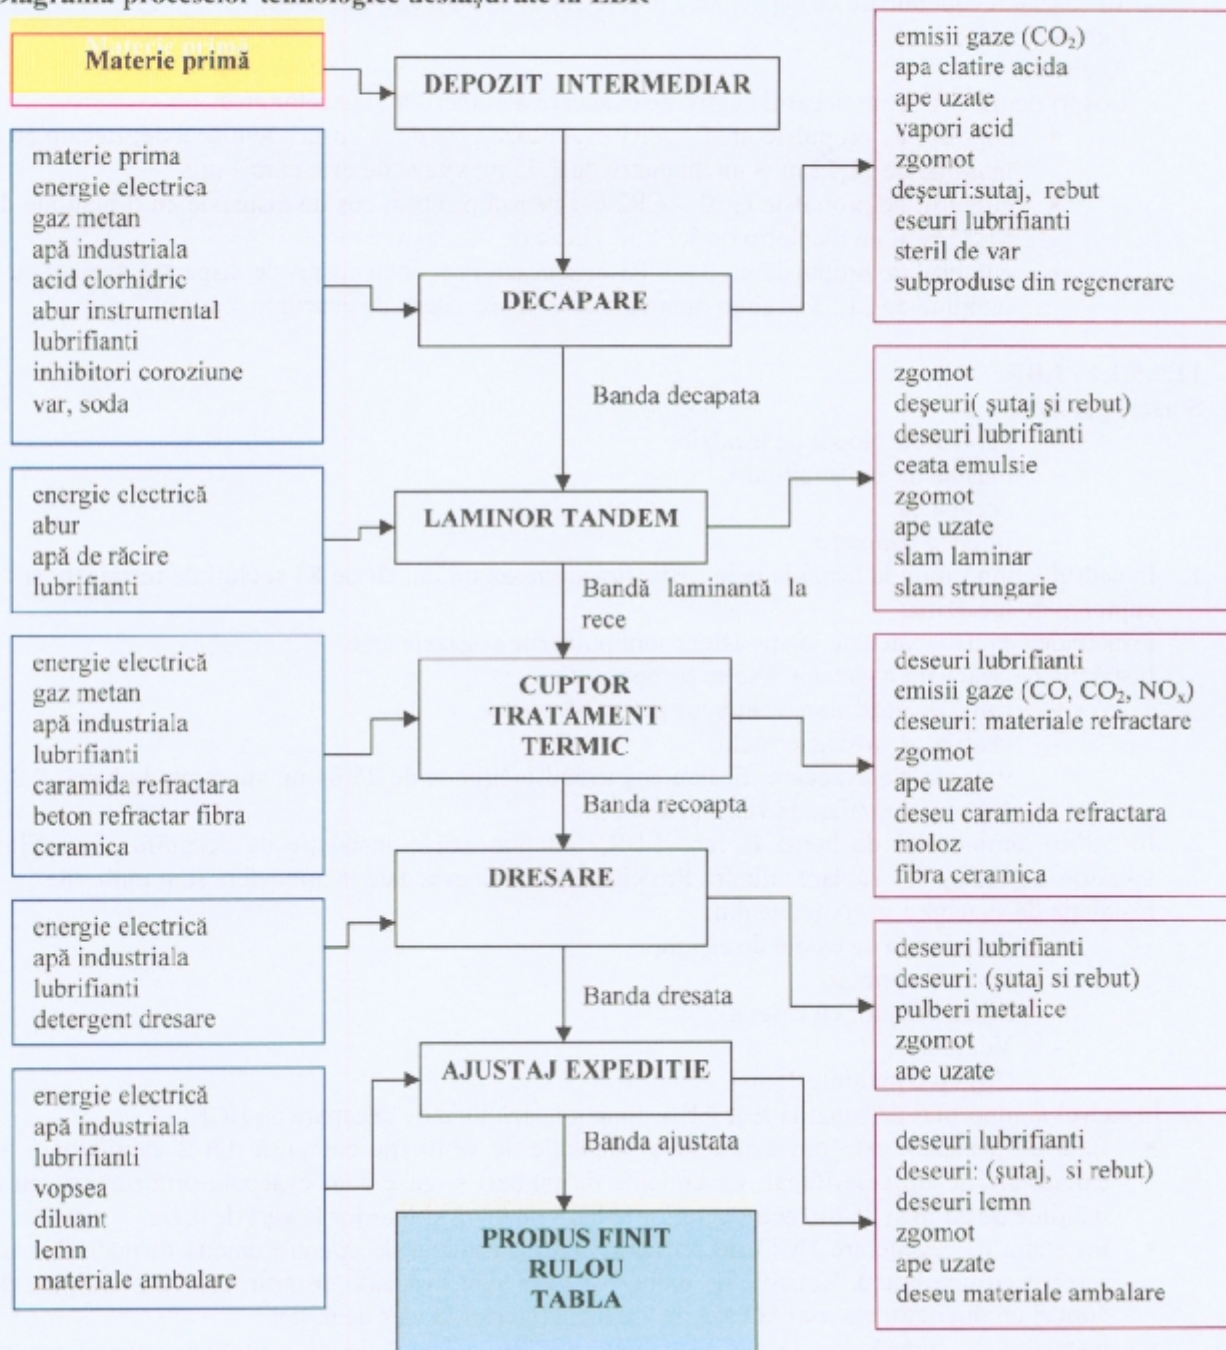 Diagrama proceselor tehnologice desfăşurate la LBR
Materie primă
DEPOZIT INTERMEDIAR
emisii gaze (CO₂)
apa clatire acida
ape uzate
vapori acid
zgomot
deşeuri:sutaj, rebut
eseuri lubrifianti
steril de var
subproduse din regenerare
materie prima
energie electrica
gaz metan
apă industriala
acid clorhidric
abur instrumental
lubrifianti
inhibitori coroziune
var, soda
DECAPARE
Banda decapata
zgomot
deşeuri( şutaj şi rebut)
deseuri lubrifianti
ceata emulsie
zgomot
ape uzate
slam laminar
slam strungarie
energie electrică
abur
apă de răcire
lubrifianti
LAMINOR TANDEM
Bandă laminantă la
rece
energie electrică
gaz metan
apă industriala
lubrifianti
caramida refractara
beton refractar fibra
ceramica
CUPTOR
TRATAMENT
TERMIC
deseuri lubrifianti
emisii gaze (CO, CO₂, NOₓ)
deseuri: materiale refractare
zgomot
ape uzate
deseu caramida refractara
moloz
fibra ceramica
Banda recoapta
DRESARE
energie electrică
apă industriala
lubrifianti
detergent dresare
Banda dresata
deseuri lubrifianti
deseuri: (şutaj si rebut)
pulberi metalice
zgomot
ape uzate
AJUSTAJ EXPEDITIE
energie electrică
apă industriala
lubrifianti
vopsea
diluant
lemn
materiale ambalare
Banda ajustata
deseuri lubrifianti
deseuri: (şutaj, si rebut)
deseuri lemn
zgomot
ape uzate
deseu materiale ambalare
PRODUS FINIT
RULOU
TABLA